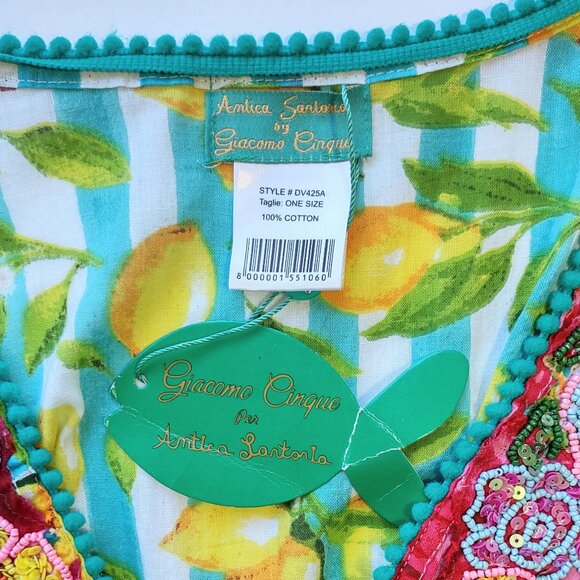 Antica Sartoria
by
Giacomo Cinque
STYLE # DV425A
Taglie: ONE SIZE
100% COTTON
8 000001 551060
Giacomo Cinque
Per
Antica Sartoria